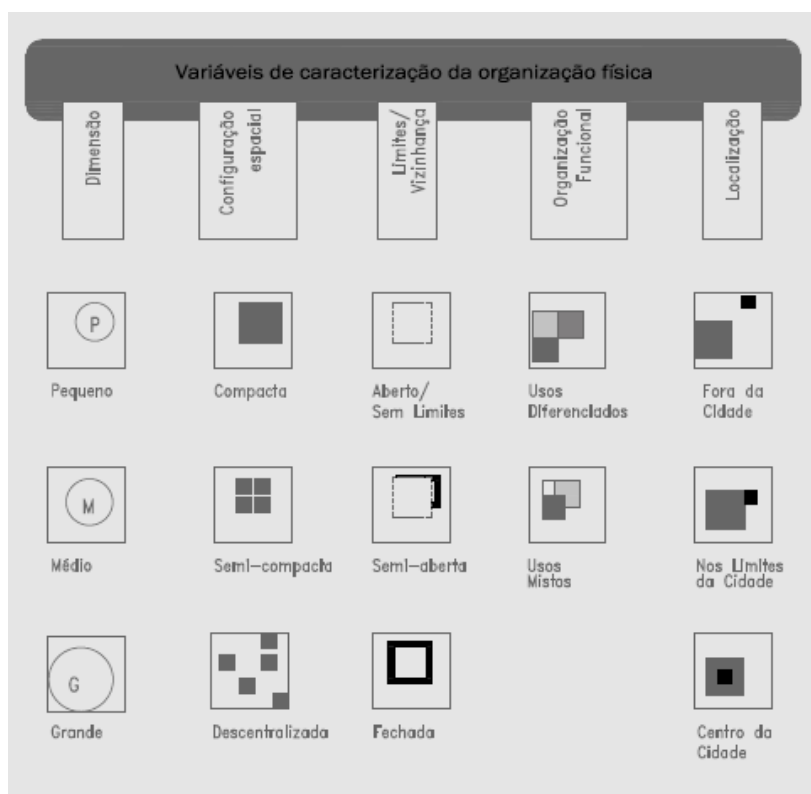 Variáveis de caracterização da organização física
Dimensão
Configuração
espacial
Limites/
Vizinhança
Organização
Funcional
Localização
P
Pequeno
Compacta
Aberto/
Sem Limites
Usos
Diferenciados
Fora da
Cidade
M
Médio
Semi-compacta
Semi-aberta
Usos
Mistos
Nos Limites
da Cidade
G
Grande
Descentralizada
Fechada
Centro da
Cidade